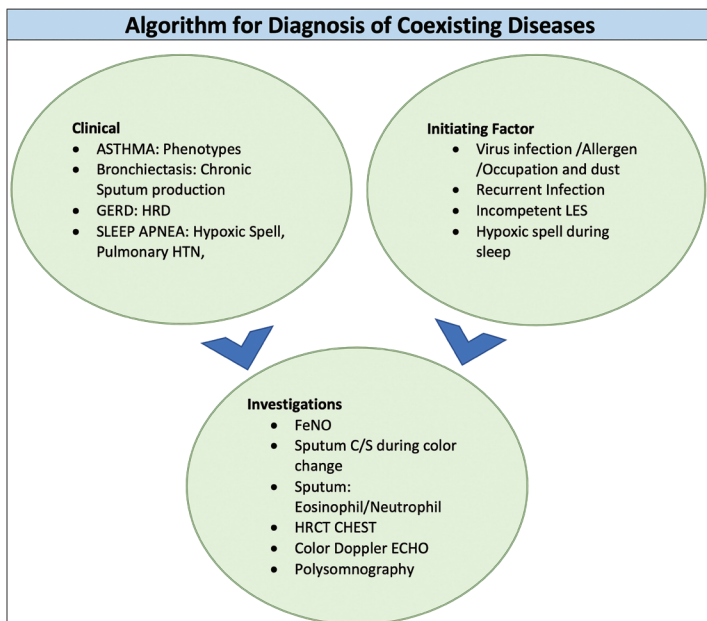 Algorithm for Diagnosis of Coexisting Diseases
Clinical
• ASTHMA: Phenotypes
• Bronchiectasis: Chronic
Sputum production
• GERD: HRD
• SLEEP APNEA: Hypoxic Spell,
Pulmonary HTN,
Initiating Factor
• Virus infection /Allergen
/Occupation and dust
• Recurrent Infection
• Incompetent LES
• Hypoxic spell during
sleep
Investigations
• FeNO
• Sputum C/S during color
change
• Sputum:
Eosinophil/Neutrophil
• HRCT CHEST
• Color Doppler ECHO
• Polysomnography